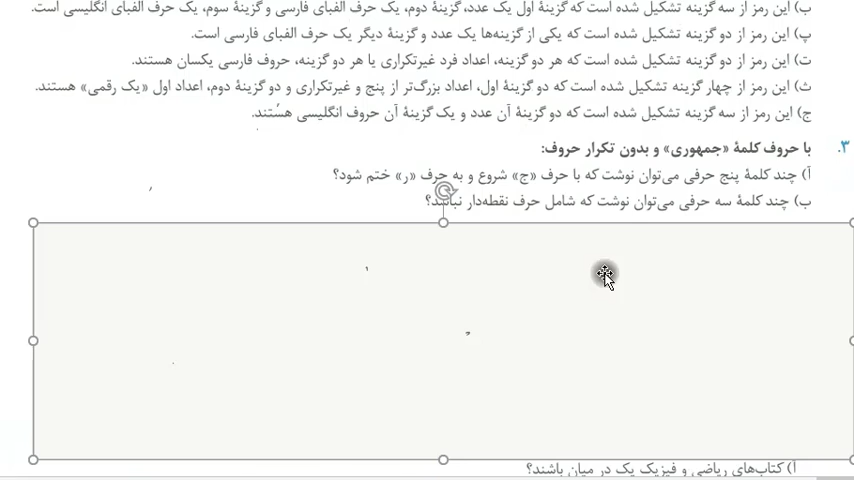 ب) این رمز از سه گزینه تشکیل شده است که گزینهٔ اول یک عدد، گزینهٔ دوم، یک حرف الفبای فارسی و گزینهٔ سوم، یک حرف الفبای انگلیسی است.
پ) این رمز از دو گزینه تشکیل شده است که یکی از گزینه‌ها یک عدد و گزینهٔ دیگر یک حرف الفبای فارسی است.
ت) این رمز از دو گزینه تشکیل شده است که هر دو گزینه، اعداد فرد غیرتکراری یا هر دو گزینه، حروف فارسی یکسان هستند.
ث) این رمز از چهار گزینه تشکیل شده است که دو گزینهٔ اول، اعداد بزرگ‌تر از پنج و غیرتکراری و دو گزینهٔ دوم، اعداد اول «یک رقمی» هستند.
ج) این رمز از سه گزینه تشکیل شده است که دو گزینهٔ آن عدد و یک گزینهٔ آن حروف انگلیسی هستند.
۳. با حروف کلمهٔ «جمهوری» و بدون تکرار حروف:
آ) چند کلمهٔ پنج حرفی می‌توان نوشت که با حرف «ج» شروع و به حرف «ر» ختم شود؟
ب) چند کلمهٔ سه حرفی می‌توان نوشت که شامل حرف نقطه‌دار نباشد؟
آ) کتاب‌های ریاضی و فیزیک یک در میان باشند؟